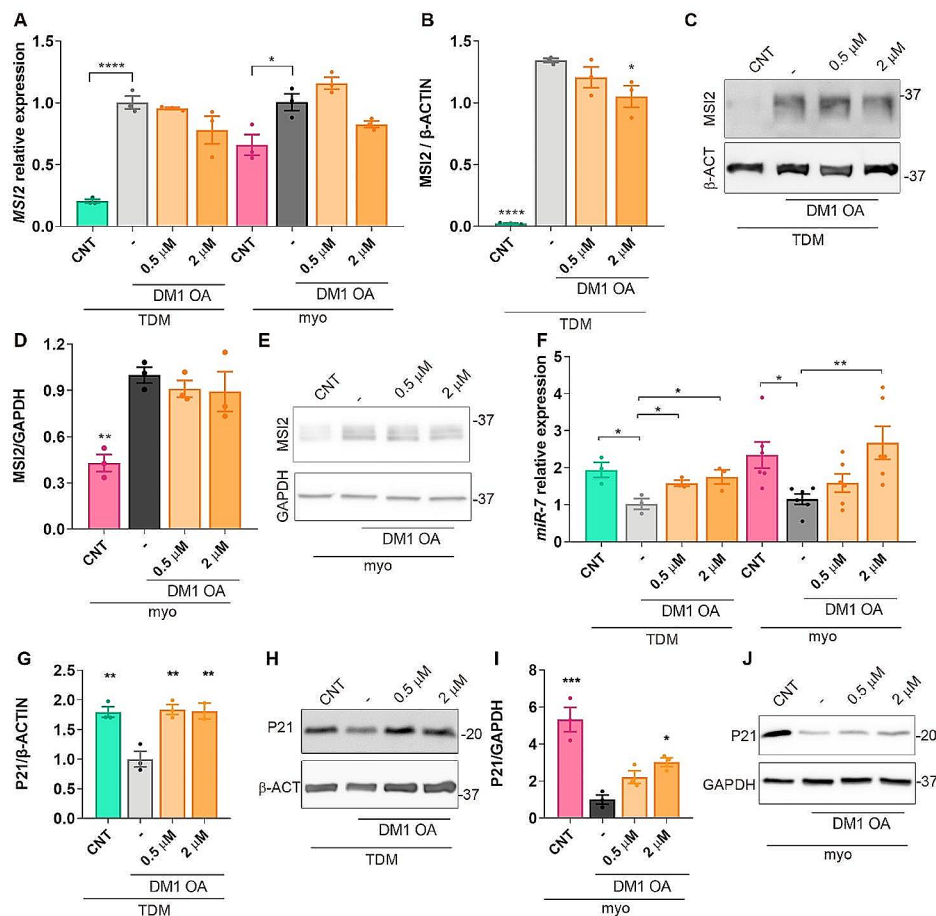 A
MSI2 relative expression
1.5
1.0
0.5
0.0
****
*
CNT
-
0.5 µM
2 µM
CNT
-
0.5 µM
2 µM
DM1 OA
DM1 OA
TDM
myo
B
MSI2 / β-ACTIN
1.5
1.0
0.5
0.0
****
*
CNT
-
0.5 µM
2 µM
DM1 OA
TDM
C
CNT
-
0.5 µM
2 µM
MSI2
-37
β-ACT
-37
DM1 OA
TDM
D
MSI2/GAPDH
1.2
0.9
0.6
0.3
0.0
**
CNT
-
0.5 µM
2 µM
DM1 OA
myo
E
CNT
-
0.5 µM
2 µM
MSI2
-37
GAPDH
-37
DM1 OA
myo
F
miR-7 relative expression
5
4
3
2
1
0
*
*
*
*
**
CNT
-
0.5 µM
2 µM
CNT
-
0.5 µM
2 µM
DM1 OA
DM1 OA
TDM
myo
G
P21/β-ACTIN
2.5
2.0
1.5
1.0
0.5
0.0
**
**
**
CNT
-
0.5 µM
2 µM
DM1 OA
TDM
H
CNT
-
0.5 µM
2 µM
P21
-20
β-ACT
-37
DM1 OA
TDM
I
P21/GAPDH
8
6
4
2
0
***
*
CNT
-
0.5 µM
2 µM
DM1 OA
myo
J
CNT
-
0.5 µM
2 µM
P21
-20
GAPDH
-37
DM1 OA
myo